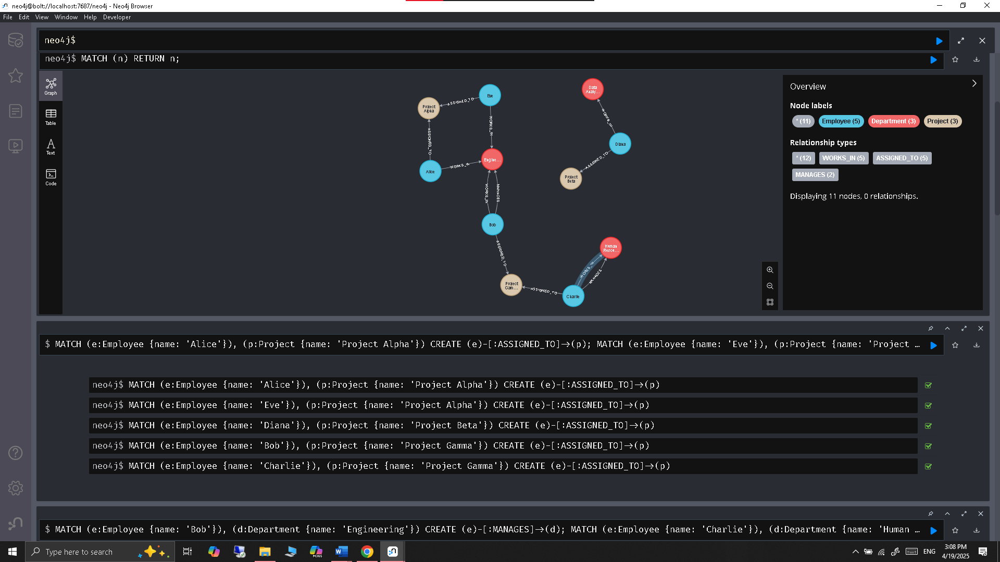 neo4j@bolt://localhost:7687/neo4j - Neo4j Browser
File Edit View Window Help Developer
neo4j$
neo4j$ MATCH (n) RETURN n;
Graph
Table
Text
Code
Eve
Project
Alpha
ASSIGNED_TO
WORKS_IN
ASSIGNED_TO
Alice
WORKS_IN
Engine...
WORKS_IN
MANAGES
Bob
ASSIGNED_TO
Project
Gam...
ASSIGNED_TO
Charlie
WORKS_IN
MANAGES
Human
Resou...
Data
Analy...
WORKS_IN
Diana
ASSIGNED_TO
Project
Beta
Overview
Node labels
* (11) Employee (5) Department (3) Project (3)
Relationship types
* (12) WORKS_IN (5) ASSIGNED_TO (5)
MANAGES (2)
Displaying 11 nodes, 0 relationships.
$ MATCH (e:Employee {name: 'Alice'}), (p:Project {name: 'Project Alpha'}) CREATE (e)-[:ASSIGNED_TO]→(p); MATCH (e:Employee {name: 'Eve'}), (p:Project {name: 'Project …
neo4j$ MATCH (e:Employee {name: 'Alice'}), (p:Project {name: 'Project Alpha'}) CREATE (e)-[:ASSIGNED_TO]→(p)
neo4j$ MATCH (e:Employee {name: 'Eve'}), (p:Project {name: 'Project Alpha'}) CREATE (e)-[:ASSIGNED_TO]→(p)
neo4j$ MATCH (e:Employee {name: 'Diana'}), (p:Project {name: 'Project Beta'}) CREATE (e)-[:ASSIGNED_TO]→(p)
neo4j$ MATCH (e:Employee {name: 'Bob'}), (p:Project {name: 'Project Gamma'}) CREATE (e)-[:ASSIGNED_TO]→(p)
neo4j$ MATCH (e:Employee {name: 'Charlie'}), (p:Project {name: 'Project Gamma'}) CREATE (e)-[:ASSIGNED_TO]→(p)
$ MATCH (e:Employee {name: 'Bob'}), (d:Department {name: 'Engineering'}) CREATE (e)-[:MANAGES]→(d); MATCH (e:Employee {name: 'Charlie'}), (d:Department {name: 'Human …
Type here to search
M365
ENG
3:08 PM
4/19/2025